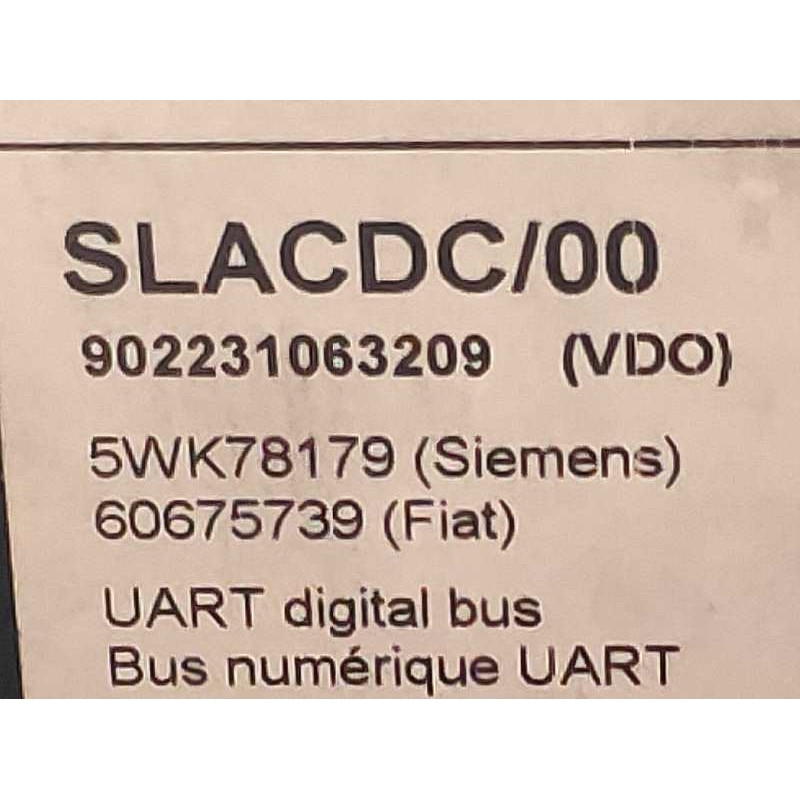 SLACDC/00
902231063209 (VDO)
5WK78179 (Siemens)
60675739 (Fiat)
UART digital bus
Bus numérique UART